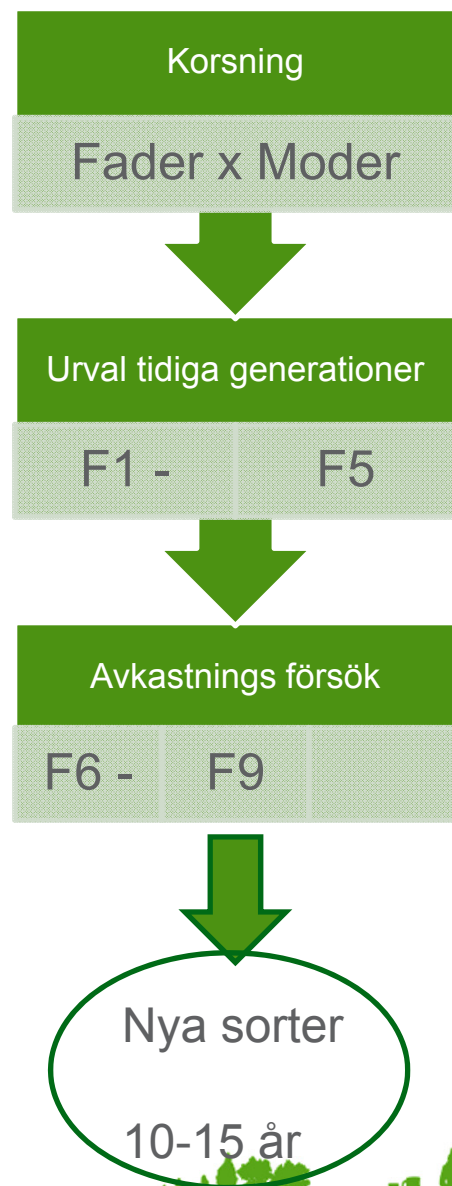 Korsning
Fader x Moder
Urval tidiga generationer
F1 - F5
Avkastnings försök
F6 - F9
Nya sorter
10-15 år